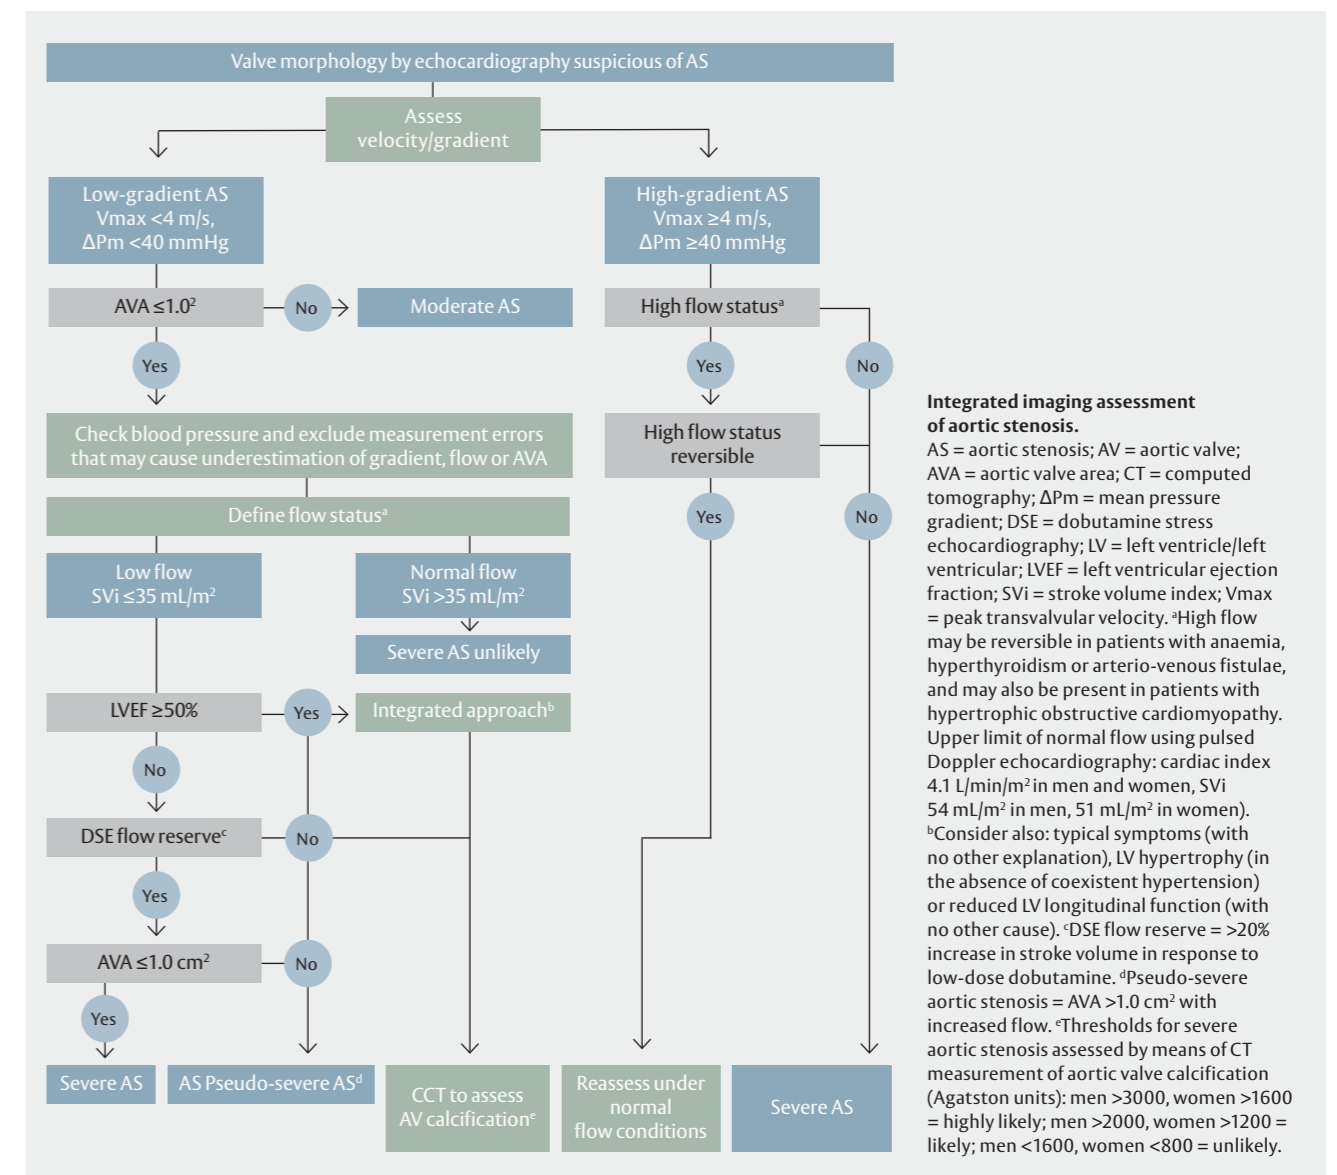 Valve morphology by echocardiography suspicious of AS
Assess
velocity/gradient
Low-gradient AS
Vmax <4 m/s,
ΔPm <40 mmHg
High-gradient AS
Vmax ≥4 m/s,
ΔPm ≥40 mmHg
AVA ≤1.0²
No
Moderate AS
High flow statusᵃ
Yes
Yes
No
Check blood pressure and exclude measurement errors
that may cause underestimation of gradient, flow or AVA
High flow status
reversible
Define flow statusᵃ
Yes
No
Low flow
SVi ≤35 mL/m²
Normal flow
SVi >35 mL/m²
Severe AS unlikely
LVEF ≥50%
Yes
Integrated approachᵇ
No
DSE flow reserveᶜ
No
Yes
AVA ≤1.0 cm²
No
Yes
Severe AS
AS Pseudo-severe ASᵈ
CCT to assess
AV calcificationᵉ
Reassess under
normal
flow conditions
Severe AS
Integrated imaging assessment
of aortic stenosis.
AS = aortic stenosis; AV = aortic valve;
AVA = aortic valve area; CT = computed
tomography; ΔPm = mean pressure
gradient; DSE = dobutamine stress
echocardiography; LV = left ventricle/left
ventricular; LVEF = left ventricular ejection
fraction; SVi = stroke volume index; Vmax
= peak transvalvular velocity. ᵃHigh flow
may be reversible in patients with anaemia,
hyperthyroidism or arterio-venous fistulae,
and may also be present in patients with
hypertrophic obstructive cardiomyopathy.
Upper limit of normal flow using pulsed
Doppler echocardiography: cardiac index
4.1 L/min/m² in men and women, SVi
54 mL/m² in men, 51 mL/m² in women).
ᵇConsider also: typical symptoms (with
no other explanation), LV hypertrophy (in
the absence of coexistent hypertension)
or reduced LV longitudinal function (with
no other cause). ᶜDSE flow reserve = >20%
increase in stroke volume in response to
low-dose dobutamine. ᵈPseudo-severe
aortic stenosis = AVA >1.0 cm² with
increased flow. ᵉThresholds for severe
aortic stenosis assessed by means of CT
measurement of aortic valve calcification
(Agatston units): men >3000, women >1600
= highly likely; men >2000, women >1200 =
likely; men <1600, women <800 = unlikely.